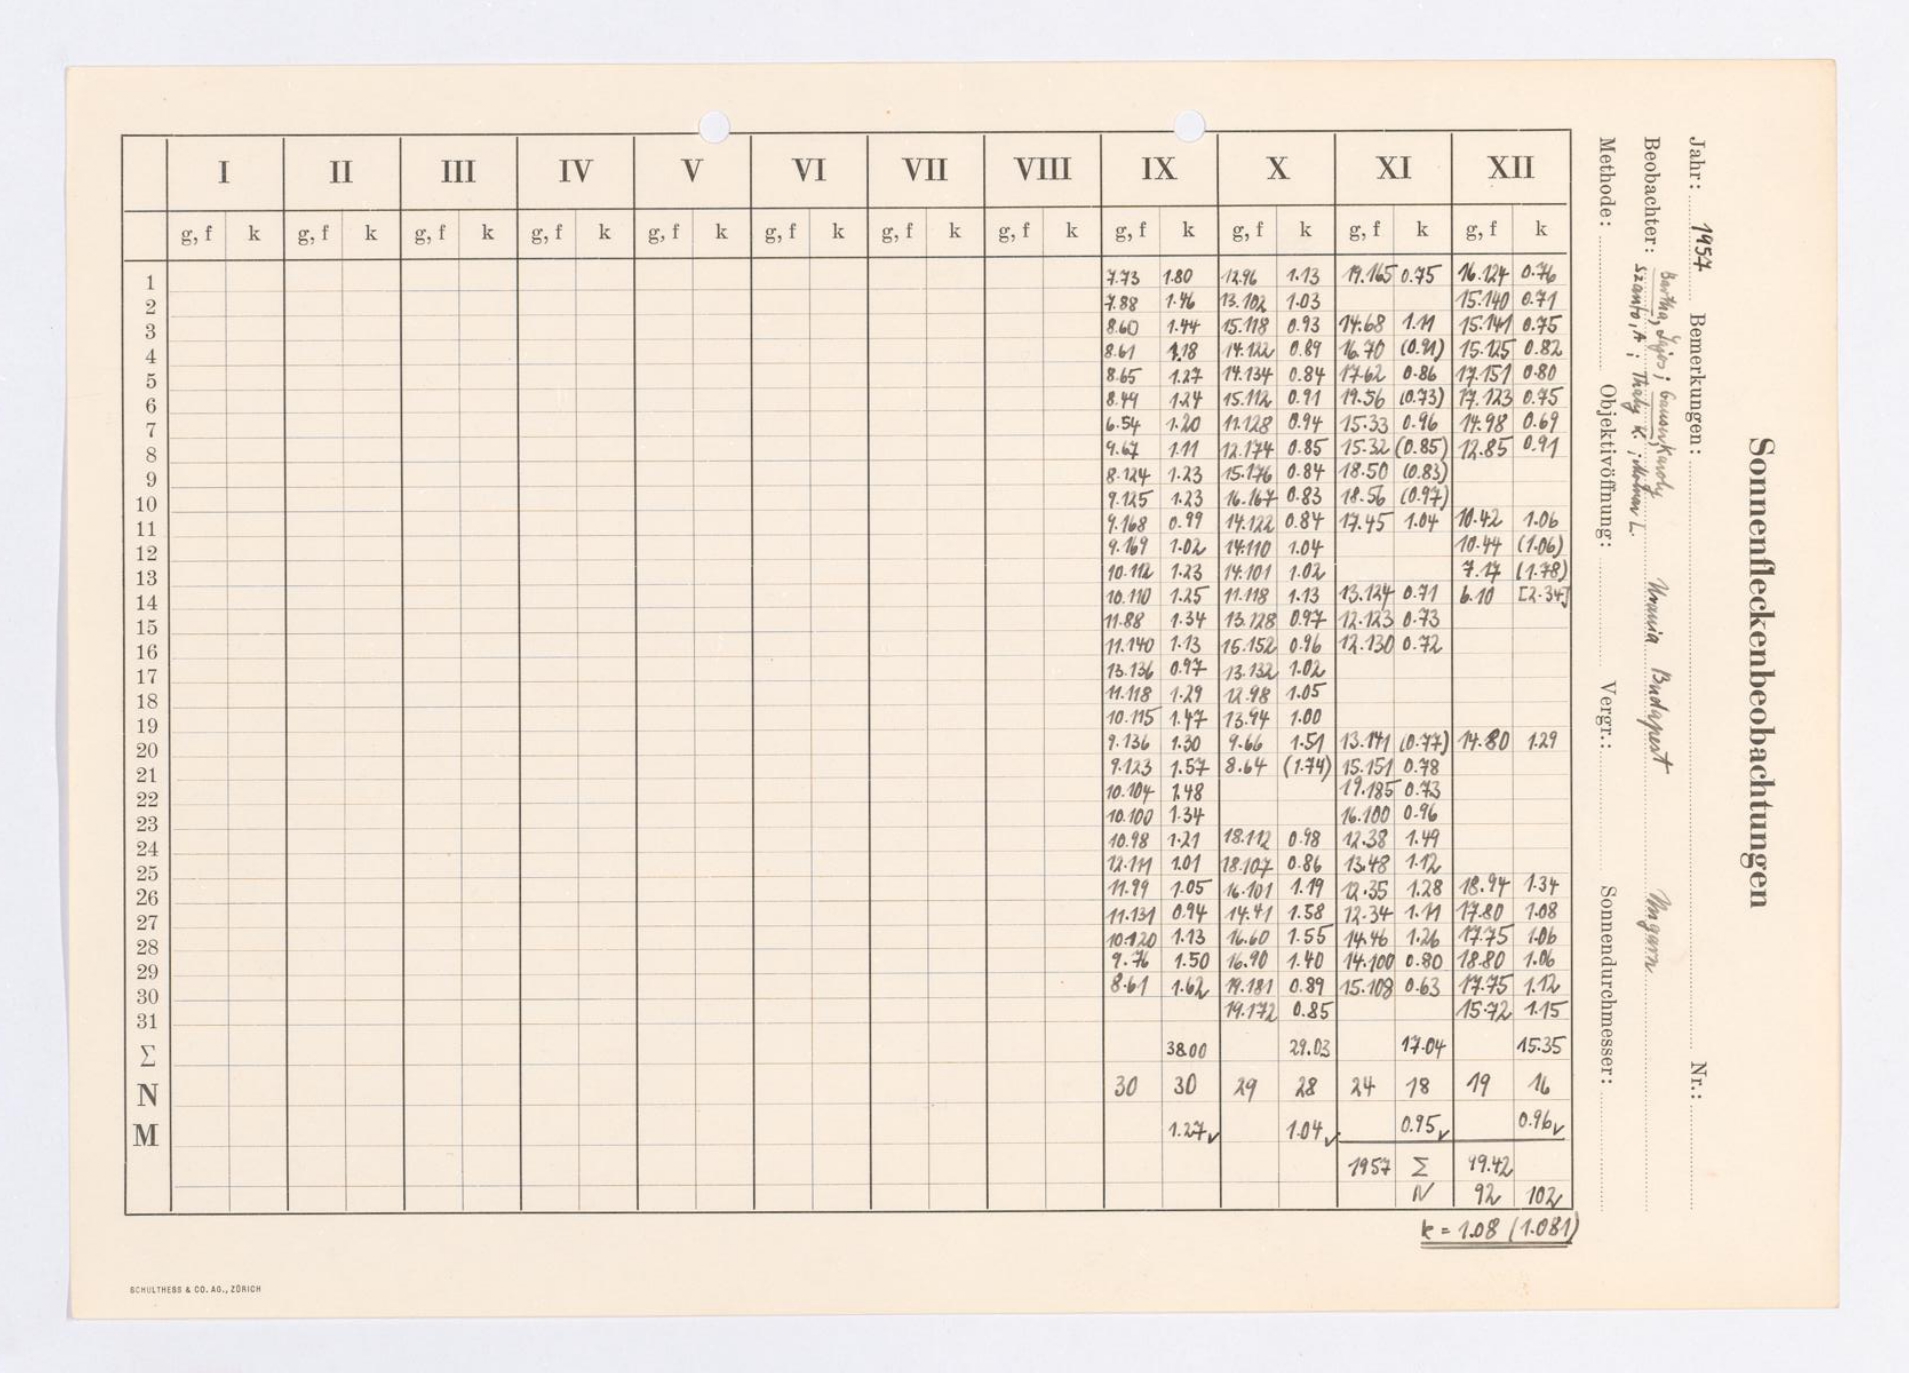 Sonnenfleckenbeobachtungen
Jahr: 1957 Bemerkungen: Nr.:
Beobachter: Bartha, Lajos; Karoly Urania Budapest Ungarn
Szanto, A; Thaly K.; L.
Methode: Objektivöffnung: Vergr.: Sonnendurchmesser:
I II III IV V VI VII VIII IX X XI XII
g, f k g, f k g, f k g, f k g, f k g, f k g, f k g, f k g, f k g, f k g, f k g, f k
1 7.73 1.80 12.96 1.13 19.165 0.75 16.124 0.76
2 7.88 1.46 13.102 1.03 15.140 0.71
3 8.60 1.44 15.118 0.93 14.68 1.11 15.141 0.75
4 8.61 1.18 14.122 0.89 16.70 (0.91) 15.125 0.82
5 8.65 1.27 14.134 0.84 17.62 0.86 17.151 0.80
6 8.49 1.24 15.112 0.91 19.56 (0.73) 17.123 0.75
7 6.54 1.20 11.128 0.94 15.33 0.96 14.98 0.69
8 9.67 1.11 12.174 0.85 15.32 (0.85) 12.85 0.91
9 8.124 1.23 15.176 0.84 18.50 (0.83)
10 9.125 1.23 16.167 0.83 18.56 (0.97)
11 9.168 0.99 14.122 0.84 17.45 1.04 10.42 1.06
12 9.169 1.02 14.110 1.04 10.44 (1.06)
13 10.112 1.23 14.101 1.02 7.17 (1.78)
14 10.110 1.25 11.118 1.13 13.124 0.71 6.10 [2.34]
15 11.88 1.34 13.128 0.97 12.123 0.73
16 11.140 1.13 15.152 0.96 12.130 0.72
17 13.136 0.97 13.132 1.02
18 11.118 1.29 12.98 1.05
19 10.115 1.47 13.94 1.00
20 9.136 1.30 9.66 1.51 13.141 (0.77) 14.80 1.29
21 9.123 1.57 8.64 (1.74) 15.151 0.78
22 10.104 1.48 19.185 0.73
23 10.100 1.34 16.100 0.96
24 10.98 1.21 18.112 0.98 12.38 1.49
25 12.111 1.01 18.107 0.86 13.48 1.12
26 11.99 1.05 16.101 1.19 12.35 1.28 18.94 1.34
27 11.131 0.94 14.41 1.58 12.34 1.11 17.80 1.08
28 10.120 1.13 16.60 1.55 14.46 1.26 17.75 1.06
29 9.76 1.50 16.90 1.40 14.100 0.80 18.80 1.06
30 8.61 1.62 19.181 0.89 15.108 0.63 17.75 1.12
31 19.172 0.85 15.72 1.15
Σ 38.00 29.03 17.04 15.35
N 30 30 29 28 24 18 19 16
M 1.27✓ 1.04✓ 0.95✓ 0.96✓
1957 Σ 99.42
N 92 102
k = 1.08 (1.081)
SCHULTHESS & CO. AG., ZÜRICH